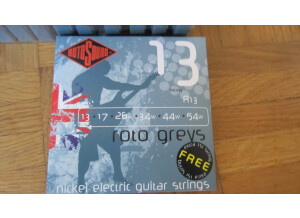 ROTOSOUND
13
R13
13•17•26w•34w•44w•54w
roto greys
FREE
nickel electric guitar strings